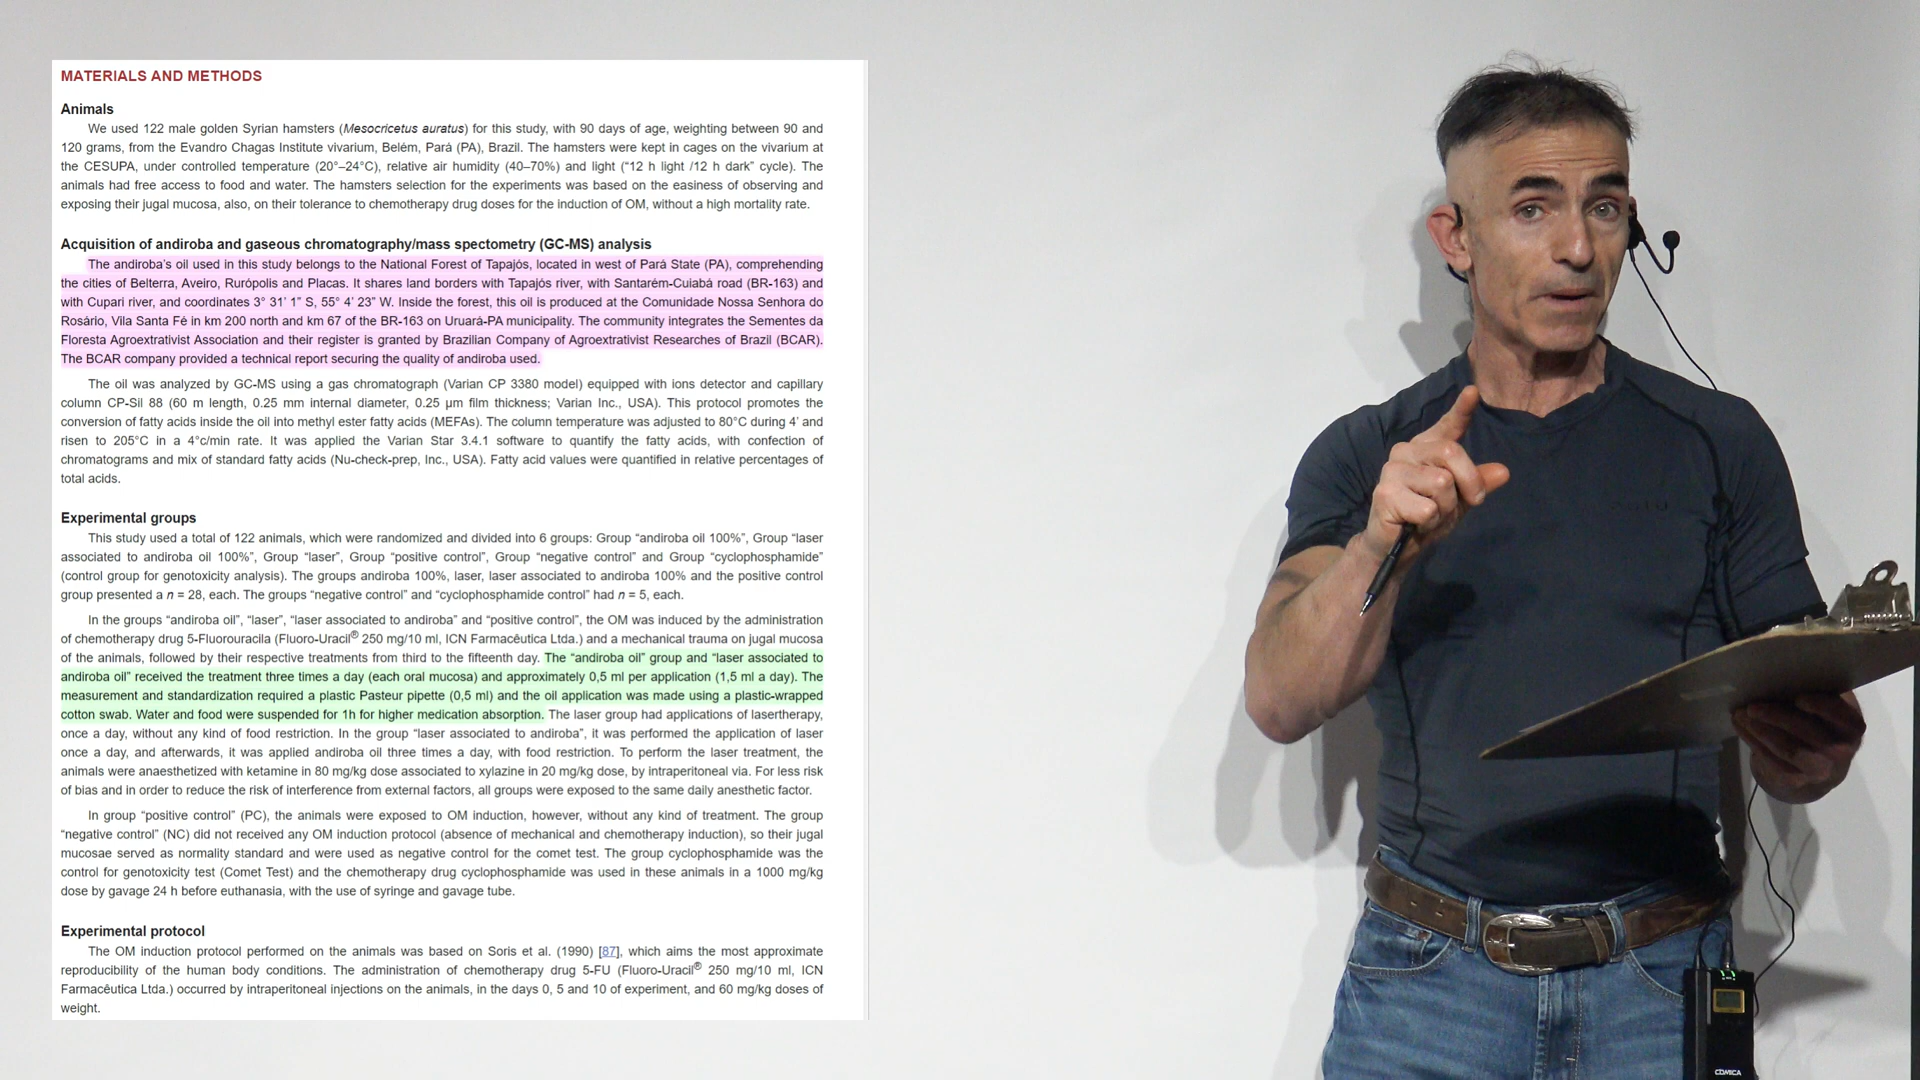 MATERIALS AND METHODS
Animals
We used 122 male golden Syrian hamsters (Mesocricetus auratus) for this study, with 90 days of age, weighting between 90 and
120 grams, from the Evandro Chagas Institute vivarium, Belém, Pará (PA), Brazil. The hamsters were kept in cages on the vivarium at
the CESUPA, under controlled temperature (20°–24°C), relative air humidity (40–70%) and light (“12 h light /12 h dark” cycle). The
animals had free access to food and water. The hamsters selection for the experiments was based on the easiness of observing and
exposing their jugal mucosa, also, on their tolerance to chemotherapy drug doses for the induction of OM, without a high mortality rate.
Acquisition of andiroba and gaseous chromatography/mass spectometry (GC-MS) analysis
The andiroba’s oil used in this study belongs to the National Forest of Tapajós, located in west of Pará State (PA), comprehending
the cities of Belterra, Aveiro, Rurópolis and Placas. It shares land borders with Tapajós river, with Santarém-Cuiabá road (BR-163) and
with Cupari river, and coordinates 3° 31’ 1” S, 55° 4’ 23” W. Inside the forest, this oil is produced at the Comunidade Nossa Senhora do
Rosário, Vila Santa Fé in km 200 north and km 67 of the BR-163 on Uruará-PA municipality. The community integrates the Sementes da
Floresta Agroextrativist Association and their register is granted by Brazilian Company of Agroextrativist Researches of Brazil (BCAR).
The BCAR company provided a technical report securing the quality of andiroba used.
The oil was analyzed by GC-MS using a gas chromatograph (Varian CP 3380 model) equipped with ions detector and capillary
column CP-Sil 88 (60 m length, 0.25 mm internal diameter, 0.25 μm film thickness; Varian Inc., USA). This protocol promotes the
conversion of fatty acids inside the oil into methyl ester fatty acids (MEFAs). The column temperature was adjusted to 80°C during 4’ and
risen to 205°C in a 4°c/min rate. It was applied the Varian Star 3.4.1 software to quantify the fatty acids, with confection of
chromatograms and mix of standard fatty acids (Nu-check-prep, Inc., USA). Fatty acid values were quantified in relative percentages of
total acids.
Experimental groups
This study used a total of 122 animals, which were randomized and divided into 6 groups: Group “andiroba oil 100%”, Group “laser
associated to andiroba oil 100%”, Group “laser”, Group “positive control”, Group “negative control” and Group “cyclophosphamide”
(control group for genotoxicity analysis). The groups andiroba 100%, laser, laser associated to andiroba 100% and the positive control
group presented a n = 28, each. The groups “negative control” and “cyclophosphamide control” had n = 5, each.
In the groups “andiroba oil”, “laser”, “laser associated to andiroba” and “positive control”, the OM was induced by the administration
of chemotherapy drug 5-Fluorouracila (Fluoro-Uracil® 250 mg/10 ml, ICN Farmacêutica Ltda.) and a mechanical trauma on jugal mucosa
of the animals, followed by their respective treatments from third to the fifteenth day. The “andiroba oil” group and “laser associated to
andiroba oil” received the treatment three times a day (each oral mucosa) and approximately 0,5 ml per application (1,5 ml a day). The
measurement and standardization required a plastic Pasteur pipette (0,5 ml) and the oil application was made using a plastic-wrapped
cotton swab. Water and food were suspended for 1h for higher medication absorption. The laser group had applications of lasertherapy,
once a day, without any kind of food restriction. In the group “laser associated to andiroba”, it was performed the application of laser
once a day, and afterwards, it was applied andiroba oil three times a day, with food restriction. To perform the laser treatment, the
animals were anaesthetized with ketamine in 80 mg/kg dose associated to xylazine in 20 mg/kg dose, by intraperitoneal via. For less risk
of bias and in order to reduce the risk of interference from external factors, all groups were exposed to the same daily anesthetic factor.
In group “positive control” (PC), the animals were exposed to OM induction, however, without any kind of treatment. The group
“negative control” (NC) did not received any OM induction protocol (absence of mechanical and chemotherapy induction), so their jugal
mucosae served as normality standard and were used as negative control for the comet test. The group cyclophosphamide was the
control for genotoxicity test (Comet Test) and the chemotherapy drug cyclophosphamide was used in these animals in a 1000 mg/kg
dose by gavage 24 h before euthanasia, with the use of syringe and gavage tube.
Experimental protocol
The OM induction protocol performed on the animals was based on Soris et al. (1990) [87], which aims the most approximate
reproducibility of the human body conditions. The administration of chemotherapy drug 5-FU (Fluoro-Uracil® 250 mg/10 ml, ICN
Farmacêutica Ltda.) occurred by intraperitoneal injections on the animals, in the days 0, 5 and 10 of experiment, and 60 mg/kg doses of
weight.
COMICA